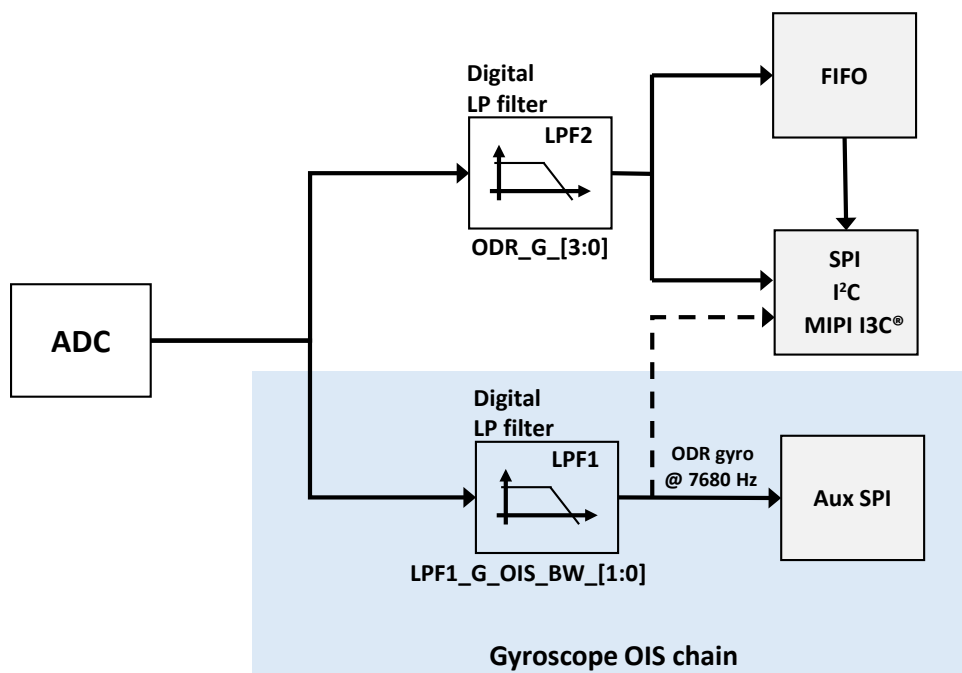 Digital
LP filter
LPF2
ODR_G_[3:0]
FIFO
SPI
I²C
MIPI I3C®
ADC
Digital
LP filter
LPF1
LPF1_G_OIS_BW_[1:0]
ODR gyro
@ 7680 Hz
Aux SPI
Gyroscope OIS chain